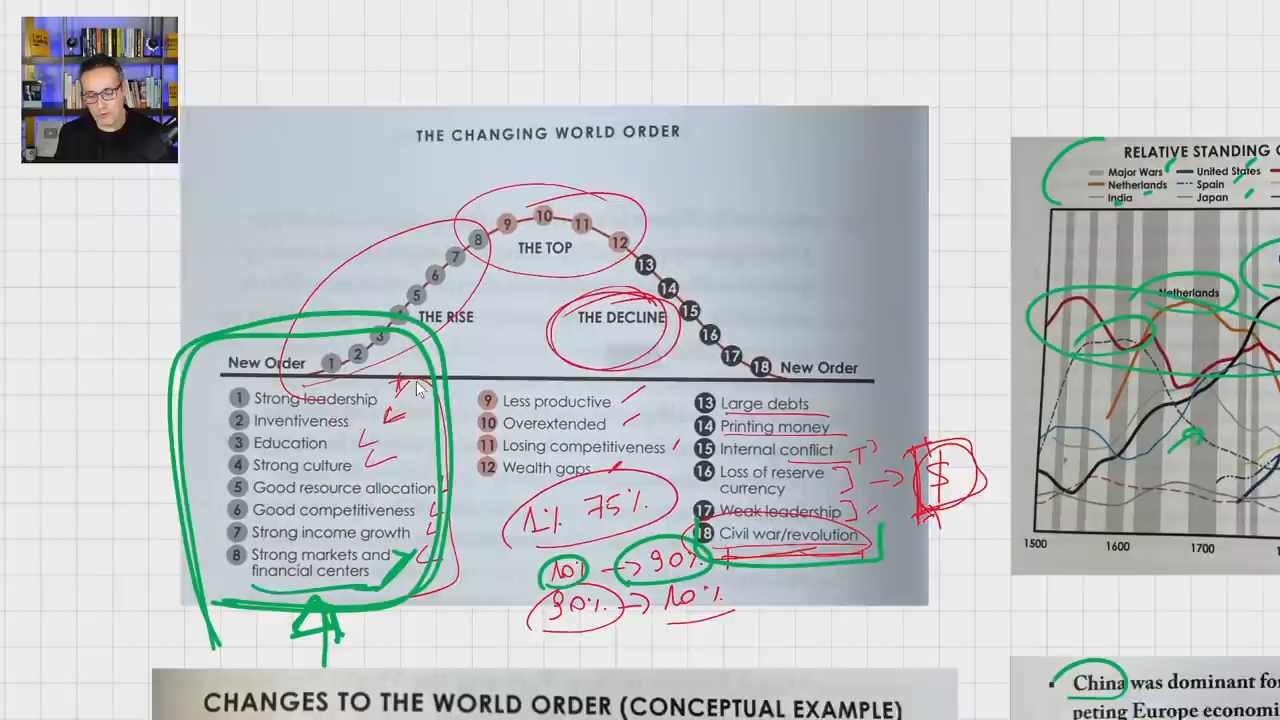 THE CHANGING WORLD ORDER
8 9 10 11 12
THE TOP
7 13
6 14
5 THE RISE THE DECLINE 15
4 16
3 17
New Order 1 2 18 New Order
1 Strong leadership
2 Inventiveness
3 Education
4 Strong culture
5 Good resource allocation
6 Good competitiveness
7 Strong income growth
8 Strong markets and
financial centers
9 Less productive
10 Overextended
11 Losing competitiveness
12 Wealth gaps
1% 75%
10% → 90%
90% → 10%
13 Large debts
14 Printing money
15 Internal conflict
16 Loss of reserve
currency
17 Weak leadership
18 Civil war/revolution
$
RELATIVE STANDING
Major Wars United States
Netherlands Spain
India Japan
Netherlands
1500 1600 1700
CHANGES TO THE WORLD ORDER (CONCEPTUAL EXAMPLE)
• China was dominant for
peting Europe economi